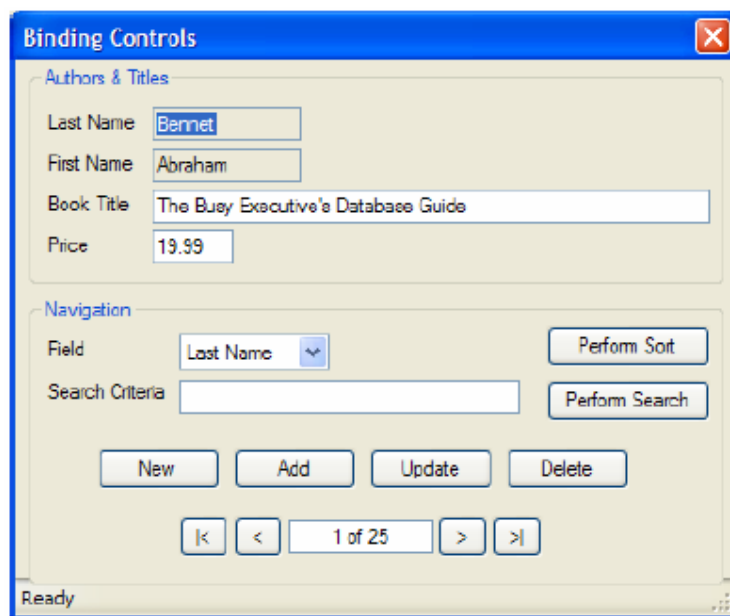 Binding Controls
Authors & Titles
Last Name Bennet
First Name Abraham
Book Title The Busy Executive's Database Guide
Price 19.99
Navigation
Field Last Name Perform Sort
Search Criteria Perform Search
New Add Update Delete
|< < 1 of 25 > >|
Ready